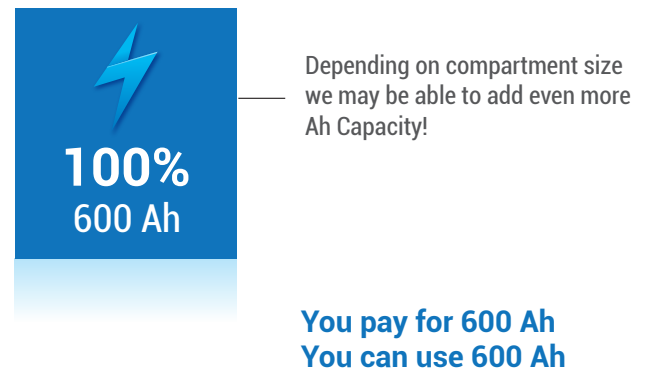 100%
600 Ah
Depending on compartment size
we may be able to add even more
Ah Capacity!
You pay for 600 Ah
You can use 600 Ah